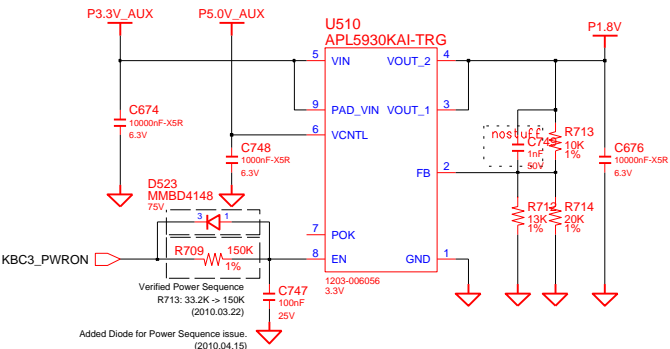 P3.3V_AUX
P5.0V_AUX
U510
APL5930KAI-TRG
P1.8V
5
VIN
VOUT_2
4
9
PAD_VIN
VOUT_1
3
6
VCNTL
C674
10000nF-X5R
6.3V
C748
1000nF-X5R
6.3V
nostuff
C749
1nF
50V
R713
10K
1%
C676
10000nF-X5R
6.3V
FB
2
D523
MMBD4148
75V
3
1
R712
13K
1%
R714
20K
1%
7
POK
KBC3_PWRON
R709
150K
1%
8
EN
GND
1
1203-006056
3.3V
Verified Power Sequence
R713: 33.2K -> 150K
(2010.03.22)
C747
100nF
25V
Added Diode for Power Sequence issue.
(2010.04.15)